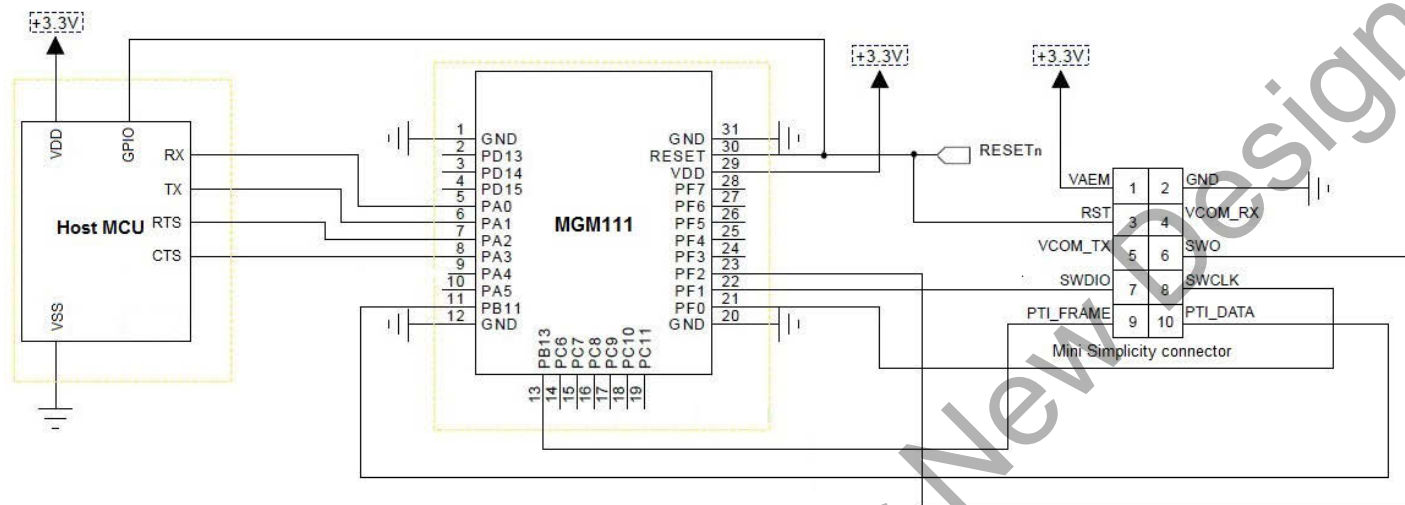 +3.3V
VDD
GPIO
RX
TX
RTS
CTS
Host MCU
VSS
MGM111
1 GND
2 PD13
3 PD14
4 PD15
5 PA0
6 PA1
7 PA2
8 PA3
9 PA4
10 PA5
11 PB11
12 GND
13 PB13
14 PC6
15 PC7
16 PC8
17 PC9
18 PC10
19 PC11
GND 31
RESET 30
VDD 29
PF7 28
PF6 27
PF5 26
PF4 25
PF3 24
PF2 23
PF1 22
PF0 21
GND 20
+3.3V
RESETn
+3.3V
VAEM 1 2 GND
RST 3 4 VCOM_RX
VCOM_TX 5 6 SWO
SWDIO 7 8 SWCLK
PTI_FRAME 9 10 PTI_DATA
Mini Simplicity connector
New Design